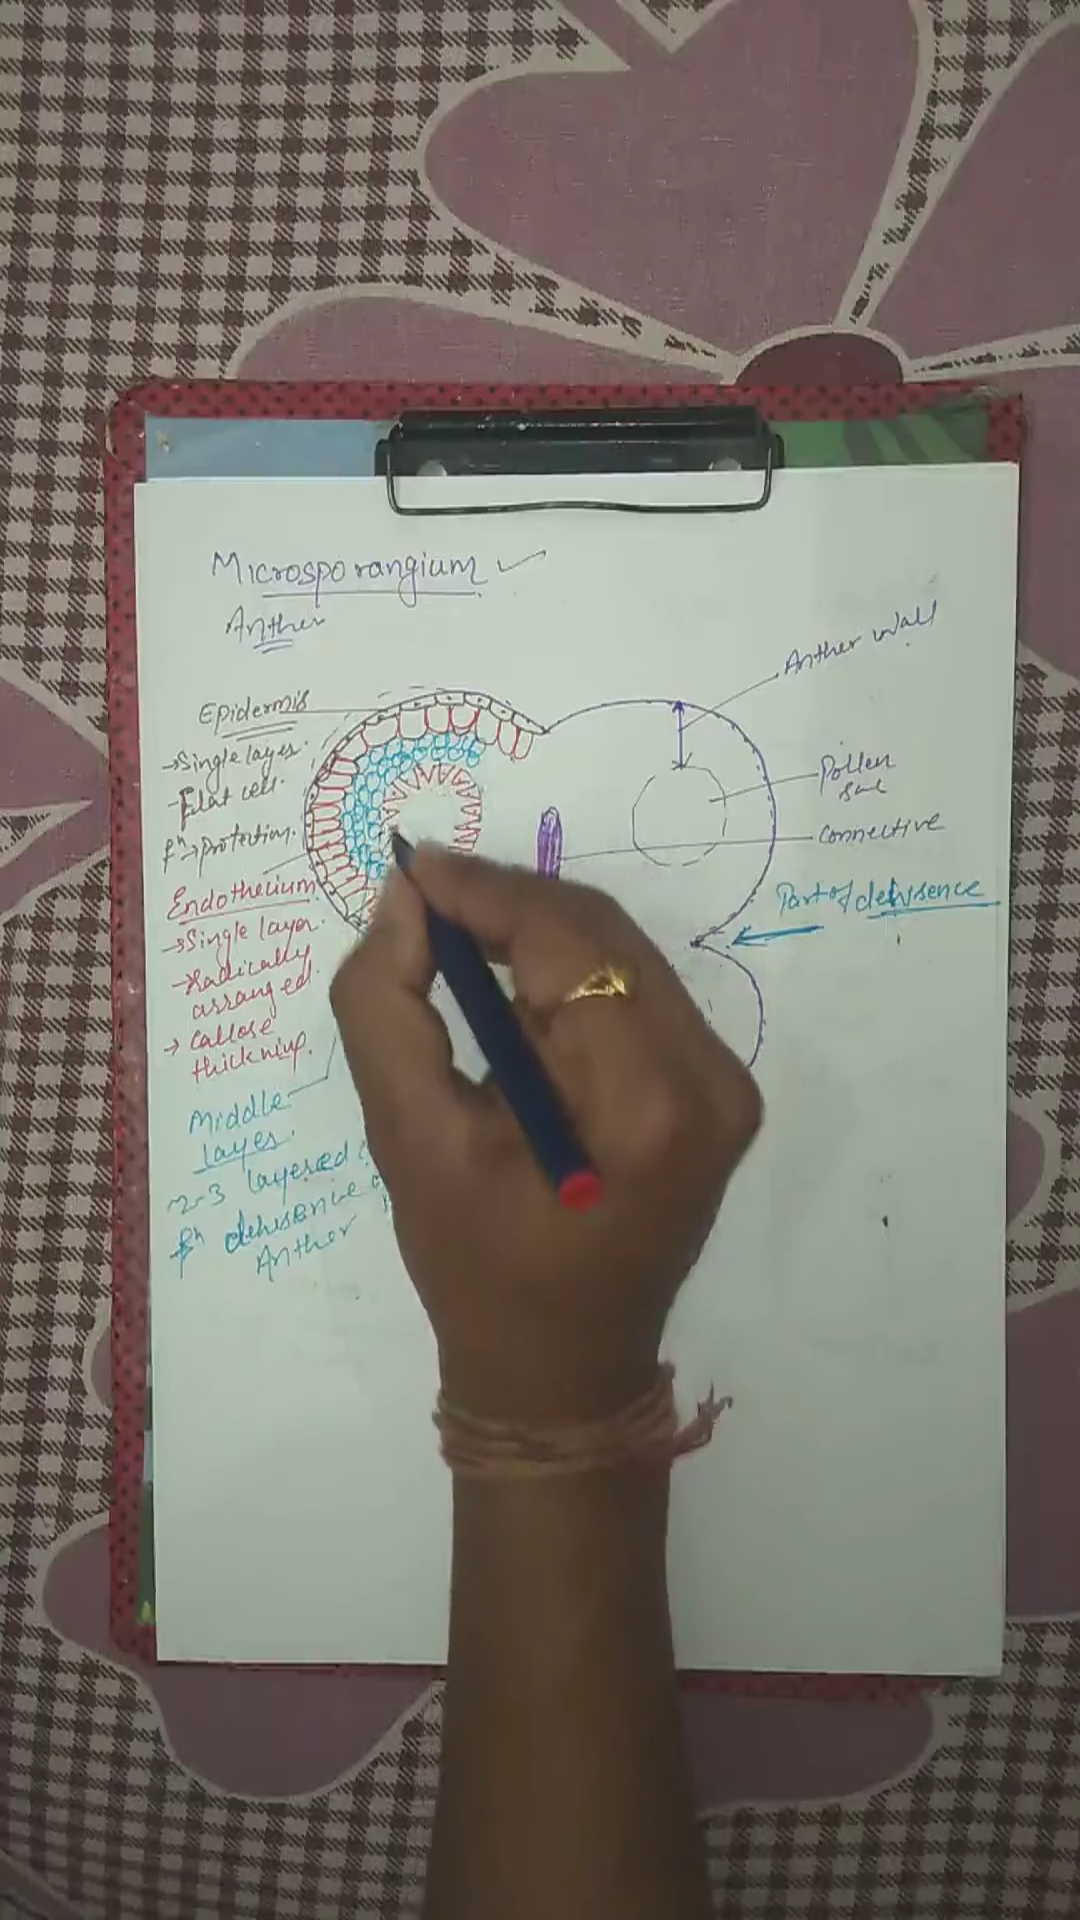 Microsporangium
Anther
Anther wall
Epidermis
→ Single layer.
- Flat cell.
fⁿ → Protection.
Pollen
sac
Connective
Part of dehisence
Endothecium
→ Single layer.
→ Radically
arranged.
→ Callose
thickning.
Middle
layer.
~2-3 layered
fⁿ dehisence
Anther